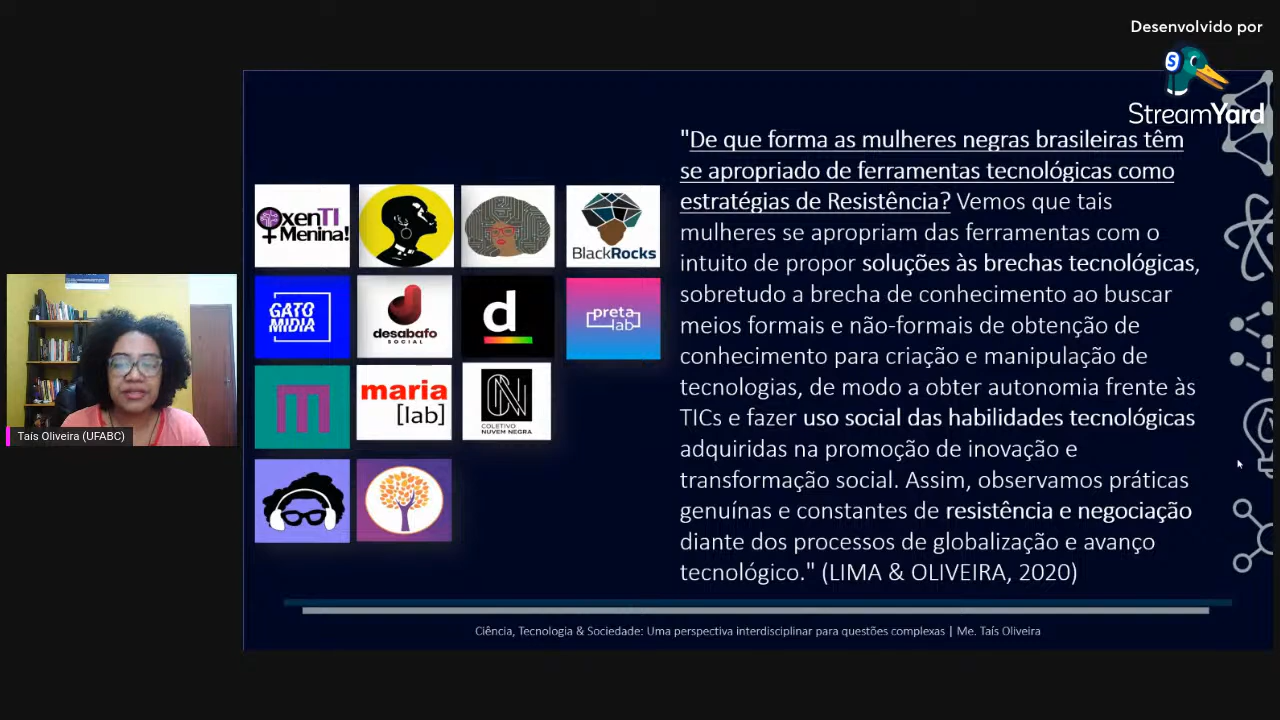 Desenvolvido por
S
StreamYard
"De que forma as mulheres negras brasileiras têm
se apropriado de ferramentas tecnológicas como
estratégias de Resistência? Vemos que tais
mulheres se apropriam das ferramentas com o
intuito de propor soluções às brechas tecnológicas,
sobretudo a brecha de conhecimento ao buscar
meios formais e não-formais de obtenção de
conhecimento para criação e manipulação de
tecnologias, de modo a obter autonomia frente às
TICs e fazer uso social das habilidades tecnológicas
adquiridas na promoção de inovação e
transformação social. Assim, observamos práticas
genuínas e constantes de resistência e negociação
diante dos processos de globalização e avanço
tecnológico." (LIMA & OLIVEIRA, 2020)
OxenTI
Menina!
BlackRocks
GATO
MIDIA
desabafo
SOCIAL
d
preta
lab
m
maria
[lab]
CN
COLETIVO
NUVEM NEGRA
Taís Oliveira (UFABC)
Ciência, Tecnologia & Sociedade: Uma perspectiva interdisciplinar para questões complexas | Me. Taís Oliveira